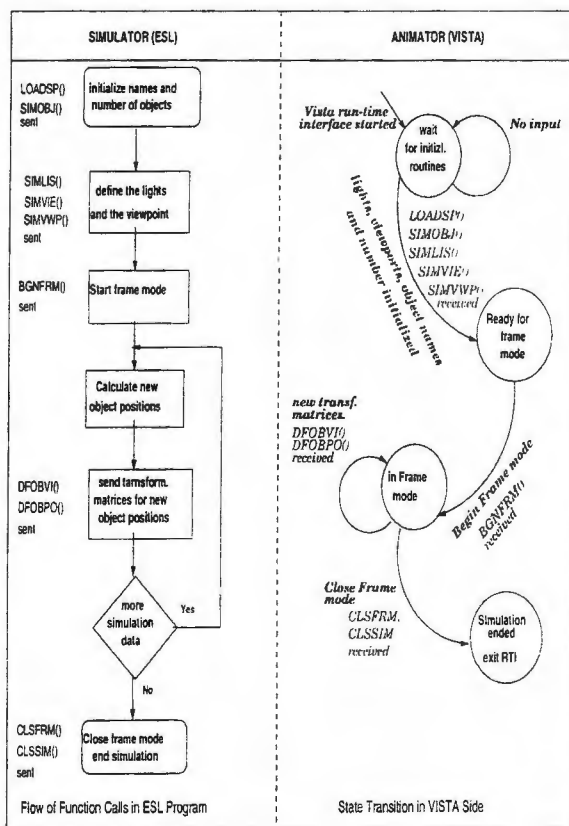 SIMULATOR (ESL)
LOADSP()
SIMOBJ()
sent
initialize names and
number of objects
SIMLIS()
SIMVIE()
SIMVWP()
sent
define the lights
and the viewpoint
BGNFRM()
sent
Start frame mode
Calculate new
object positions
DFOBVI()
DFOBPO()
sent
send tarnsform.
matrices for new
object positions
more
simulation
data
Yes
No
CLSFRM()
CLSSIM()
sent
Close frame mode
end simulation
Flow of Function Calls in ESL Program
ANIMATOR (VISTA)
Vista run-time
interface started
wait
for initizl.
routines
No input
lights, viewports, object names
and number initialized
LOADSP()
SIMOBJ()
SIMLIS()
SIMVIE()
SIMVWP()
received
Ready for
frame
mode
new transf.
matrices.
DFOBVI()
DFOBPO()
received
in Frame
mode
Begin Frame mode
BGNFRM()
received
Close Frame
mode
CLSFRM,
CLSSIM
received
Simulation
ended
exit RTI
State Transition in VISTA Side